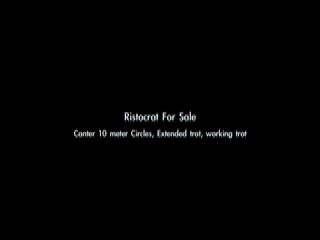 Ristocrat For Sale
Canter 10 meter Circles, Extended trot, working trot